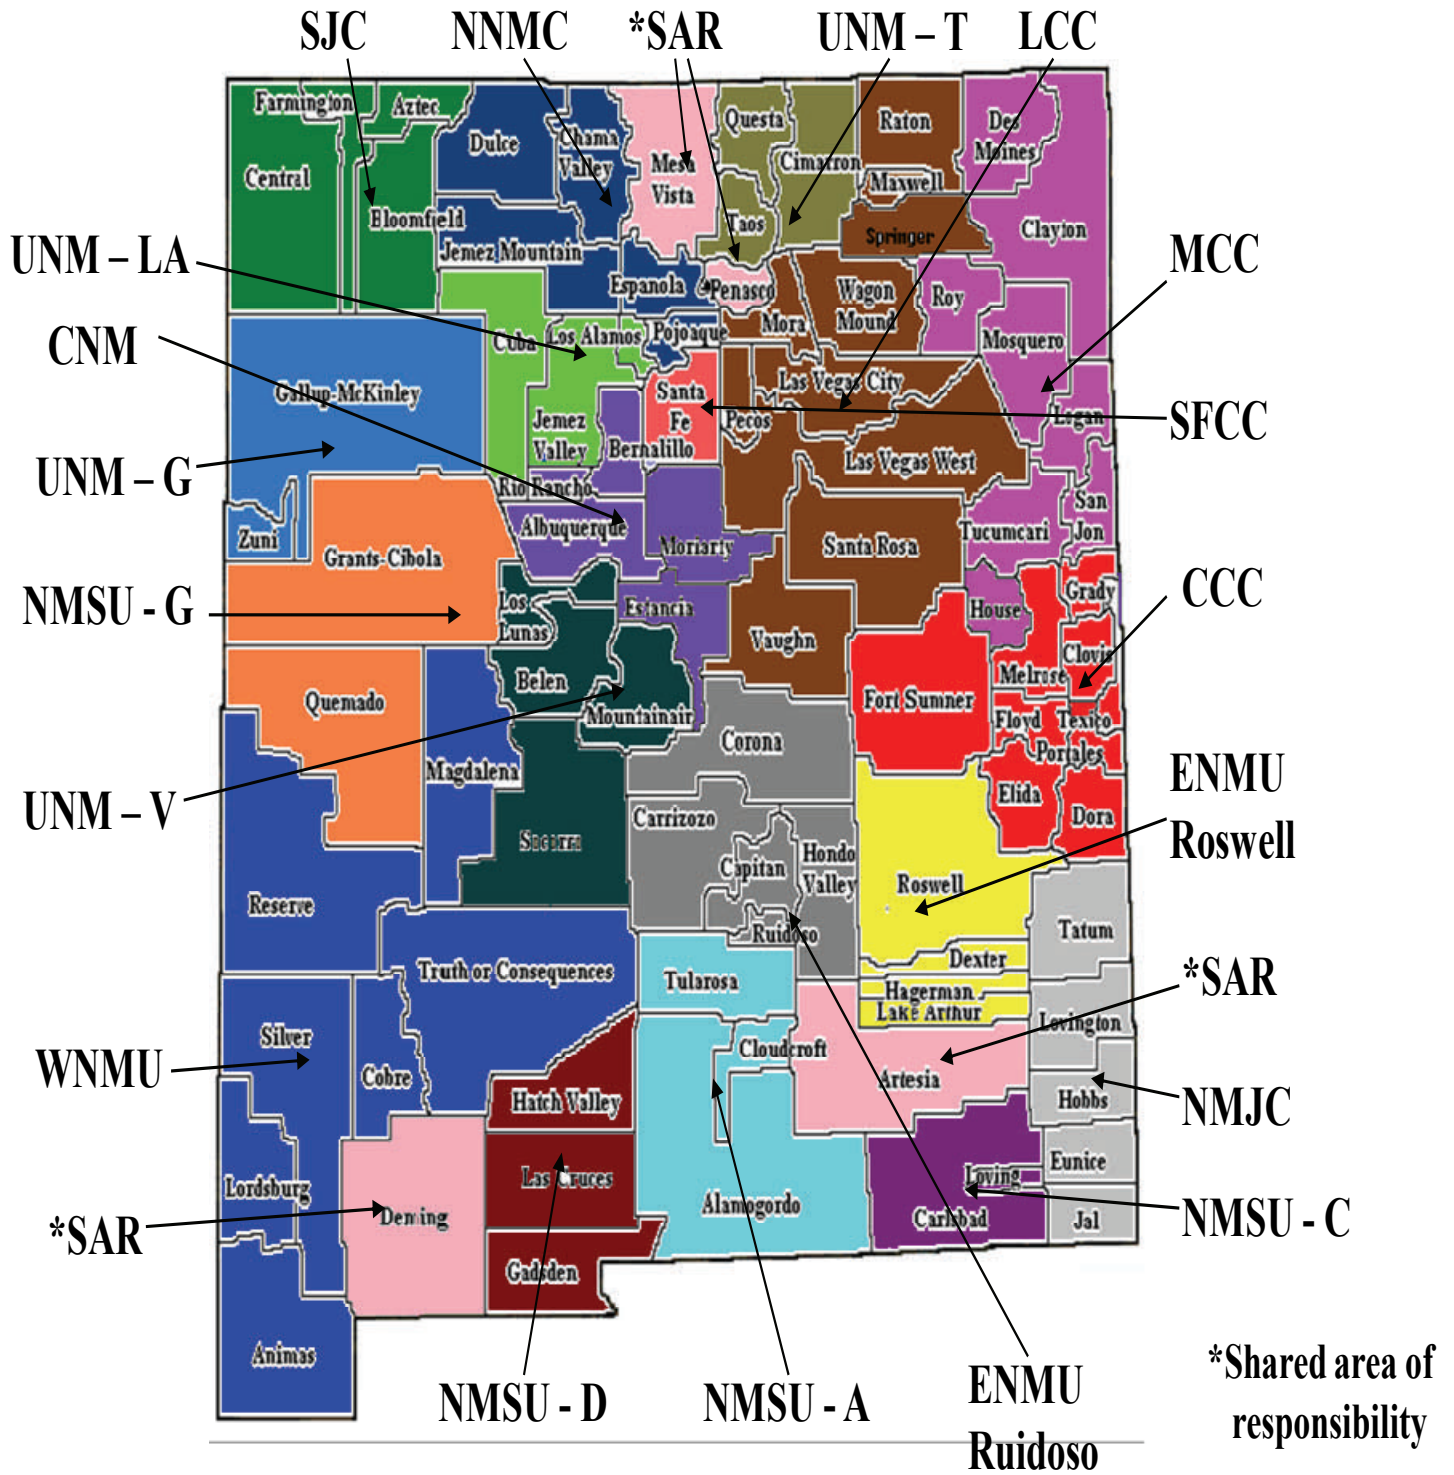 SJC NNMC *SAR UNM – T LCC
Farmington Aztec
Dulce
Chama
Valley
Mesa
Vista
Questa
Cimarron
Raton
Des
Moines
Central
Maxwell
Bloomfield
Taos
Springer
Clayton
UNM – LA
Jemez Mountain
Espanola
Penasco
Wagon
Mound
Roy
MCC
CNM
Cuba
Los Alamos
Pojoaque
Mora
Mosquero
Gallup-McKinley
Santa
Fe
Las Vegas City
Jemez
Valley
Pecos
Logan
SFCC
Bernalillo
Las Vegas West
UNM – G
Rio Rancho
San
Jon
Zuni
Albuquerque
Moriarty
Santa Rosa
Tucumcari
Grants-Cibola
NMSU - G
Los
Lunas
Estancia
House
Grady
CCC
Vaughn
Clovis
Belen
Melrose
Quemado
Mountainair
Fort Sumner
Floyd
Texico
Corona
Portales
Magdalena
UNM – V
Elida
Dora
ENMU
Roswell
Carrizozo
Socorro
Capitan
Hondo
Valley
Roswell
Reserve
Ruidoso
Tatum
Truth or Consequences
Tularosa
Dexter
Hagerman
Lake Arthur
*SAR
Silver
Cloudcroft
Lovington
WNMU
Cobre
Artesia
Hatch Valley
Hobbs
NMJC
Lordsburg
Las Cruces
Loving
Eunice
*SAR
Deming
Alamogordo
Carlsbad
Jal
NMSU - C
Gadsden
Animas
NMSU - D NMSU - A
ENMU
Ruidoso
*Shared area of
responsibility